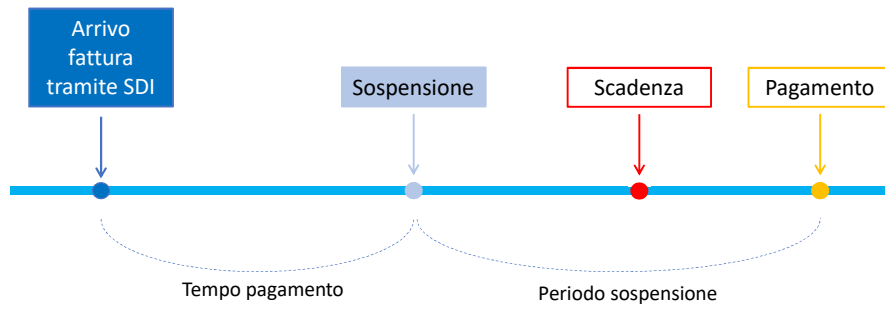 Arrivo
fattura
tramite SDI
Sospensione
Scadenza
Pagamento
Tempo pagamento
Periodo sospensione